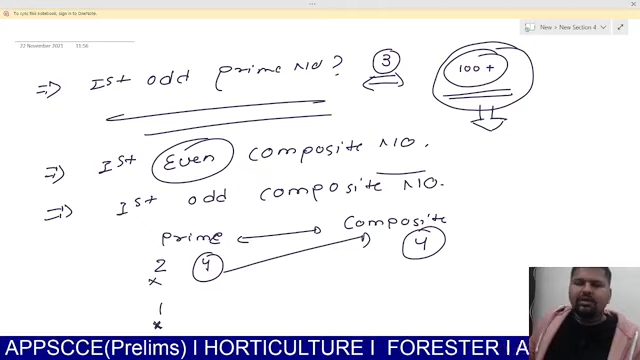 To sync this notebook, sign in to OneNote.
New > New Section 4
22 November 2021 11:56
⇒ Ist odd prime NO? 3 100+
⇒ Ist Even composite NO.
⇒ Ist odd composite NO.
prime ↔ composite
2 4 4
×
1
×
APPSCCE(Prelims) I HORTICULTURE I FORESTER I A